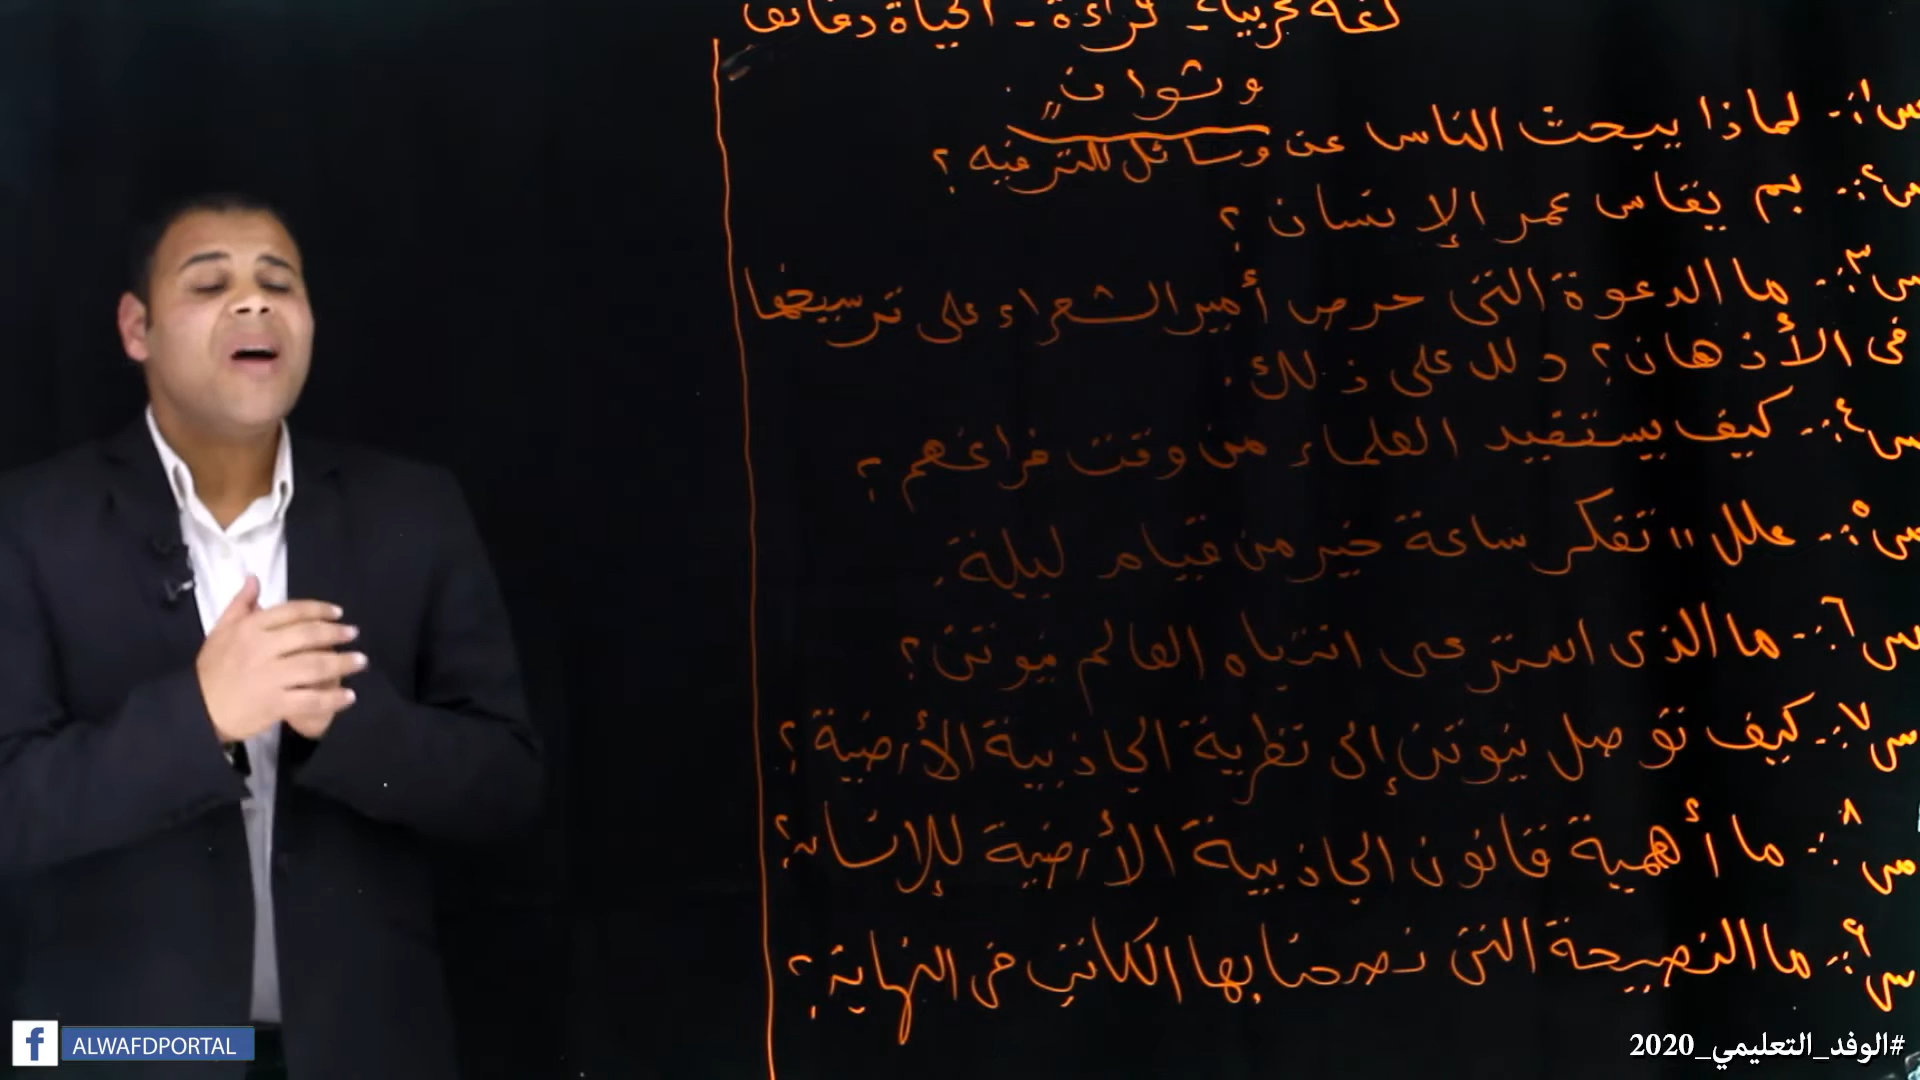 لغة عربية - قراءة - الحياة دقائق
وثوان"
س١:- لماذا يبحث الناس عن وسائل للترفيه؟
س٢:- بم يقاس عمر الإنسان؟
س٣:- ما الدعوة التى حرص أمير الشعراء على ترسيخها
فى الأذهان؟ دلل على ذلك.
س٤:- كيف يستفيد العلماء من وقت فراغهم؟
س٥:- علل " تفكر ساعة خير من قيام ليلة.
س٦:- ما الذى استرعى انتباه العالم نيوتن؟
س٧:- كيف توصل نيوتن إلى نظرية الجاذبية الأرضية؟
س٨:- ما أهمية قانون الجاذبية الأرضية للإنسان؟
س٩:- ما النصيحة التى نصحنا بها الكاتب فى النهاية؟
ALWAFDPORTAL
#الوفد_التعليمي_2020